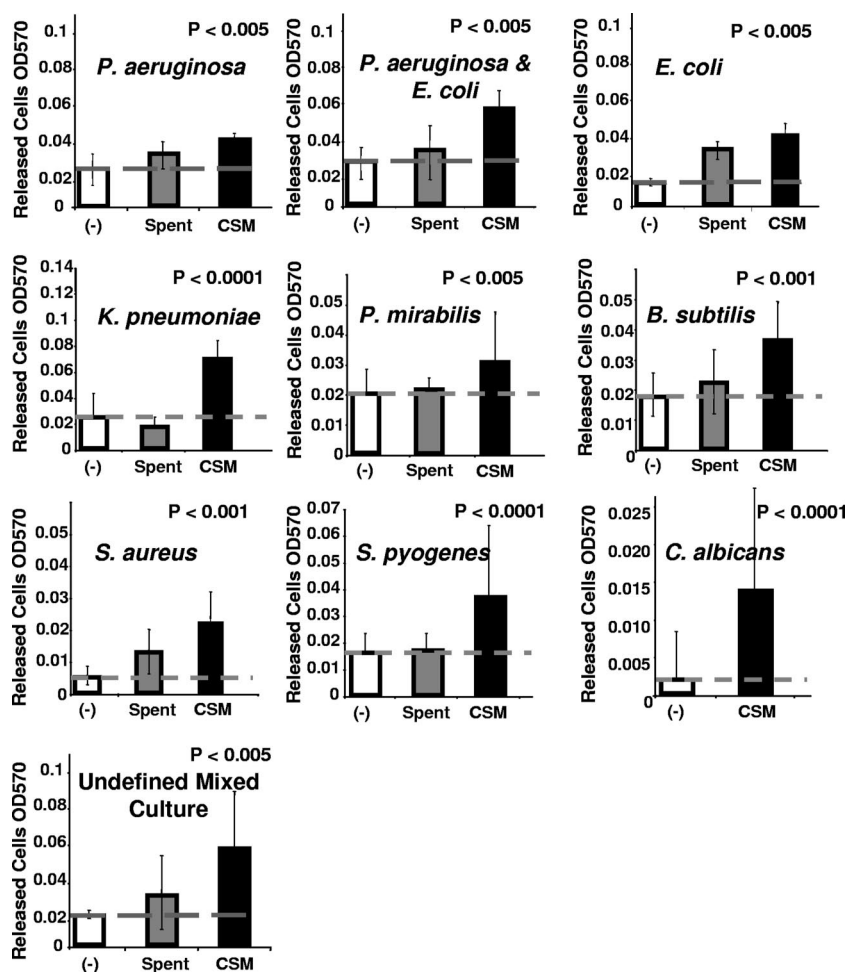 Released Cells OD570
0.1
0.08
0.06
0.04
0.02
0
P < 0.005
P. aeruginosa
(-) Spent CSM
Released Cells OD570
0.1
0.08
0.06
0.04
0.02
0
P < 0.005
P. aeruginosa &
E. coli
(-) Spent CSM
Released Cells OD570
0.1
0.08
0.06
0.04
0.02
0
P < 0.005
E. coli
(-) Spent CSM
Released Cells OD570
0.14
0.12
0.1
0.08
0.06
0.04
0.02
0
P < 0.0001
K. pneumoniae
(-) Spent CSM
Released Cells OD570
0.05
0.04
0.03
0.02
0.01
0
P < 0.005
P. mirabilis
(-) Spent CSM
Released Cells OD570
0.05
0.04
0.03
0.02
0.01
0
P < 0.001
B. subtilis
(-) Spent CSM
Released Cells OD570
0.05
0.04
0.03
0.02
0.01
0
P < 0.001
S. aureus
(-) Spent CSM
Released Cells OD570
0.07
0.06
0.05
0.04
0.03
0.02
0.01
0
P < 0.0001
S. pyogenes
(-) Spent CSM
Released Cells OD570
0.025
0.020
0.015
0.01
0.005
0
P < 0.0001
C. albicans
(-) CSM
Released Cells OD570
0.1
0.08
0.06
0.04
0.02
0
P < 0.005
Undefined Mixed
Culture
(-) Spent CSM